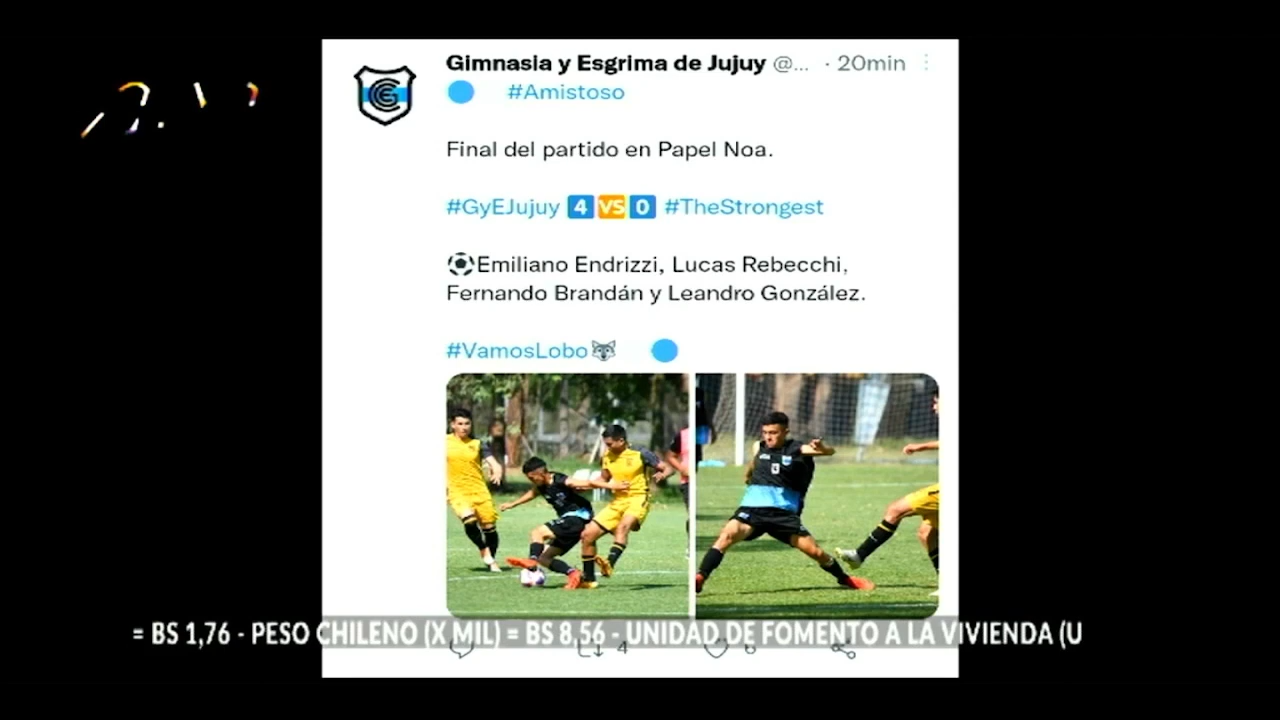 Gimnasia y Esgrima de Jujuy @... · 20min
#Amistoso
Final del partido en Papel Noa.
#GyEJujuy 4 VS 0 #TheStrongest
Emiliano Endrizzi, Lucas Rebecchi,
Fernando Brandán y Leandro González.
#VamosLobo
= BS 1,76 - PESO CHILENO (X MIL) = BS 8,56 - UNIDAD DE FOMENTO A LA VIVIENDA (U
4 6